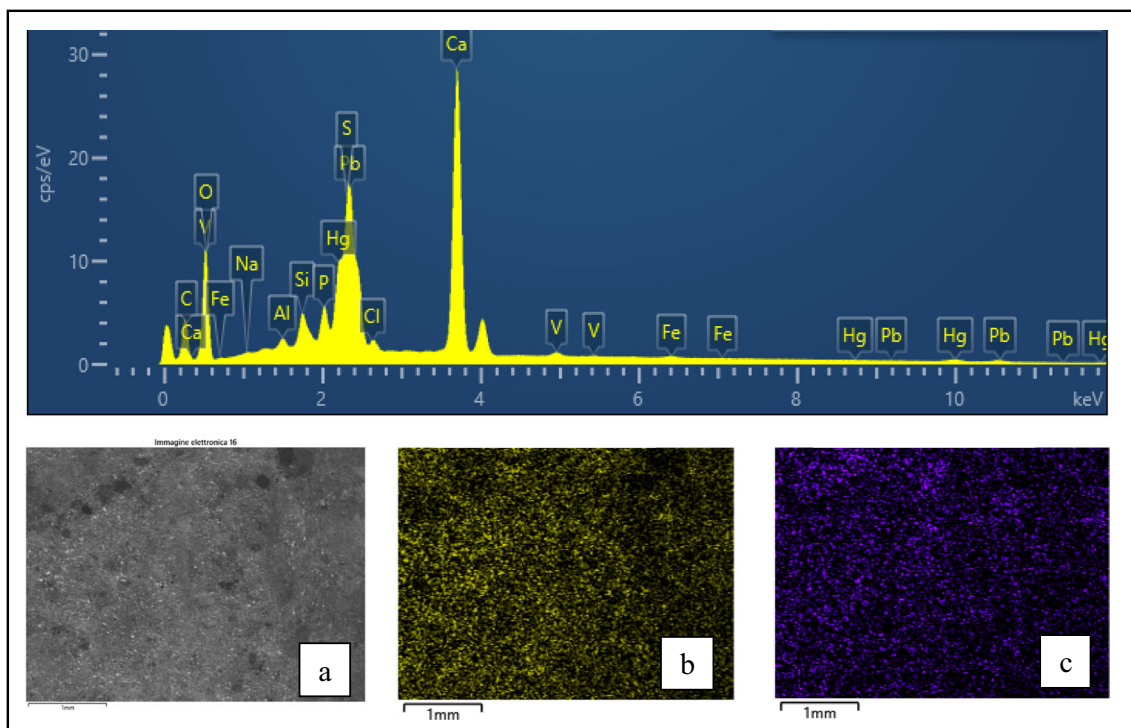 Ca
30
S
20
Pb
cps/eV
O
V
Hg
10
Na
Si
P
C
Fe
Al
Cl
Ca
V
V
Fe
Fe
Hg
Pb
Hg
Pb
Pb
Hg
0
0
2
4
6
8
10
keV
Immagine elettronica 16
a
b
c
1mm
1mm
1mm